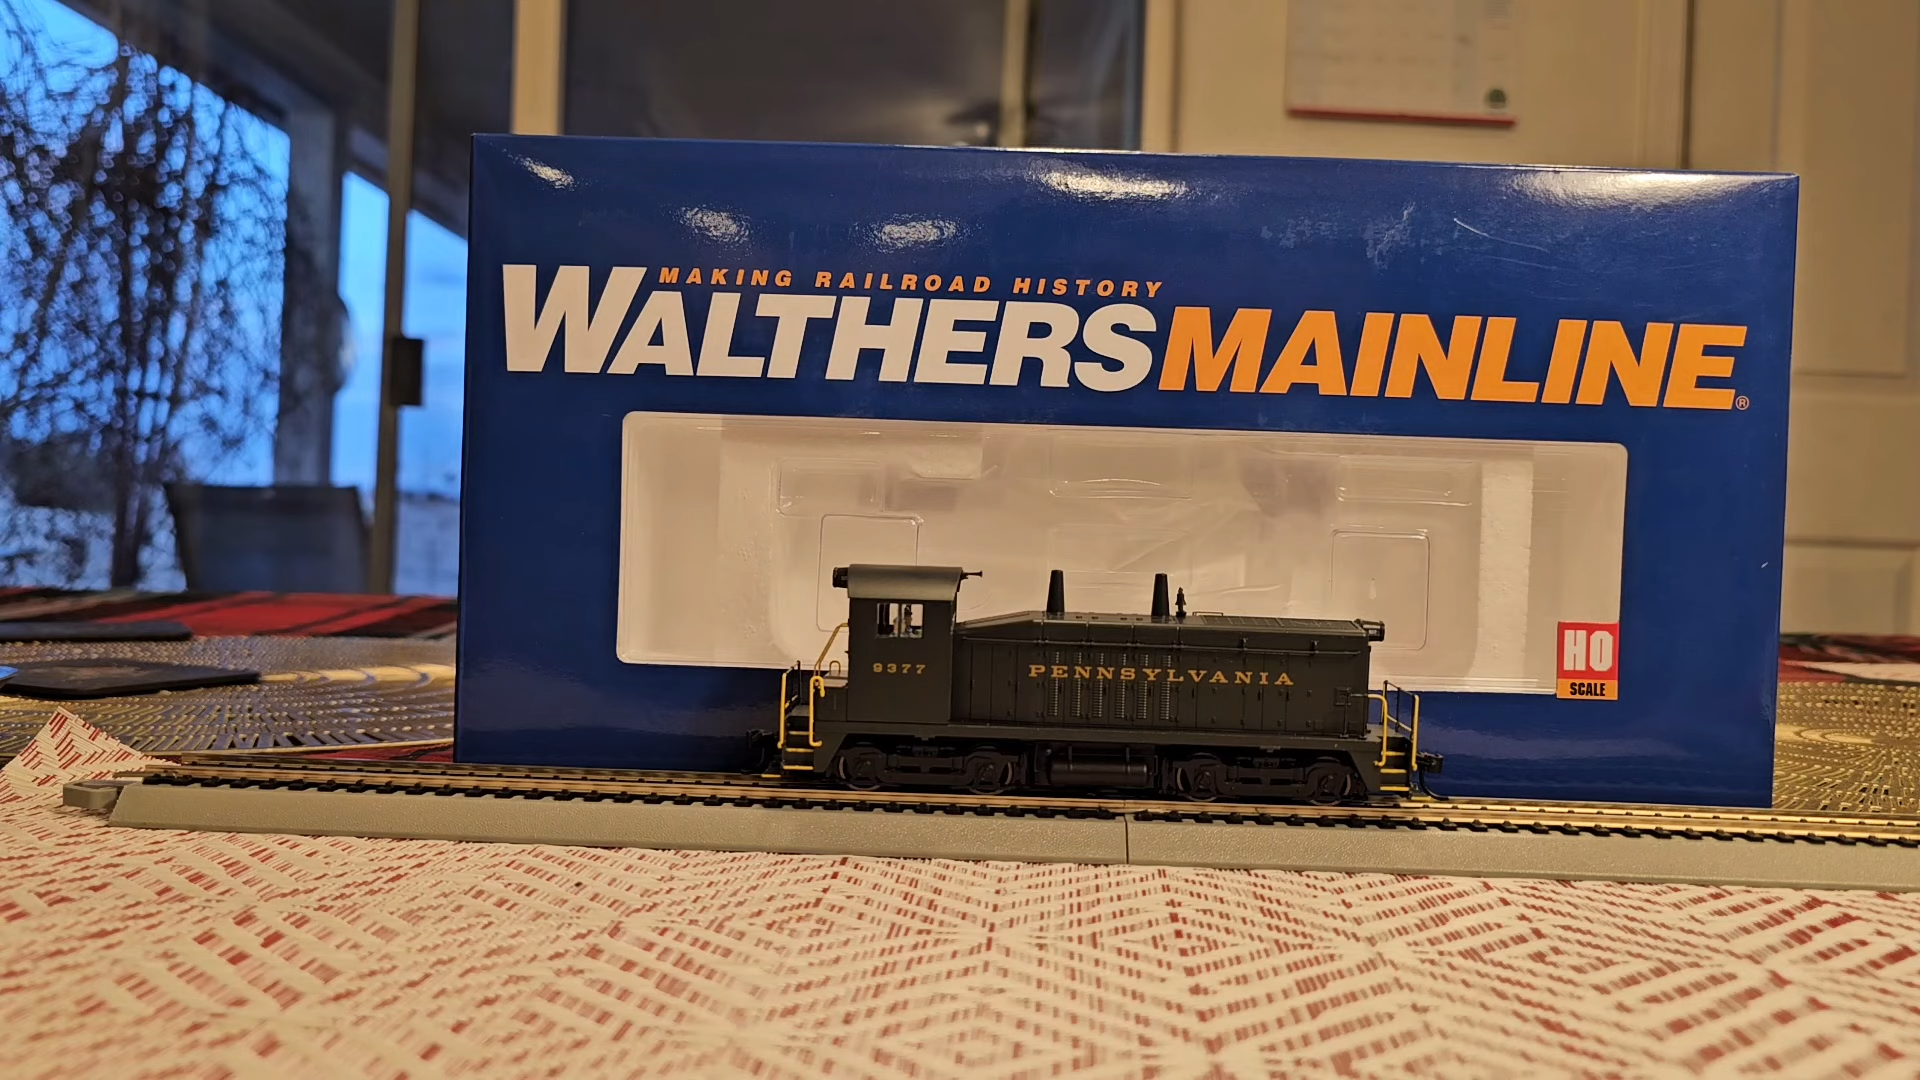 MAKING RAILROAD HISTORY
WALTHERSMAINLINE®
HO
SCALE
9377
PENNSYLVANIA